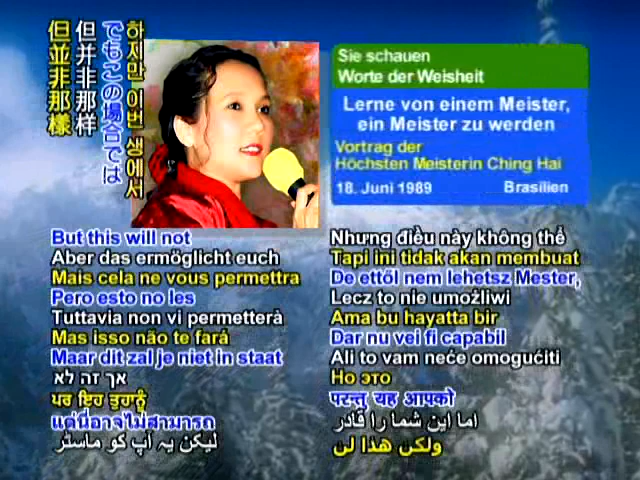 但並非那樣
但并非那样
でもこの場合では
하지만 이번 생에서
Sie schauen
Worte der Weisheit
Lerne von einem Meister,
ein Meister zu werden
Vortrag der
Höchsten Meisterin Ching Hai
18. Juni 1989 Brasilien
But this will not
Aber das ermöglicht euch
Mais cela ne vous permettra
Pero esto no les
Tuttavia non vi permetterà
Mas isso não te fará
Maar dit zal je niet in staat
אך זה לא
ਪਰ ਇਹ ਤੁਹਾਨੂੰ
แต่นี่อาจไม่สามารถ
لیکن یہ آپ کو ماسٹر
Nhưng điều này không thể
Tapi ini tidak akan membuat
De ettől nem lehetsz Mester,
Lecz to nie umożliwi
Ama bu hayatta bir
Dar nu vei fi capabil
Ali to vam neće omogućiti
Но это
परन्तु यह आपको
اما این شما را قادر
ولكن هذا لن